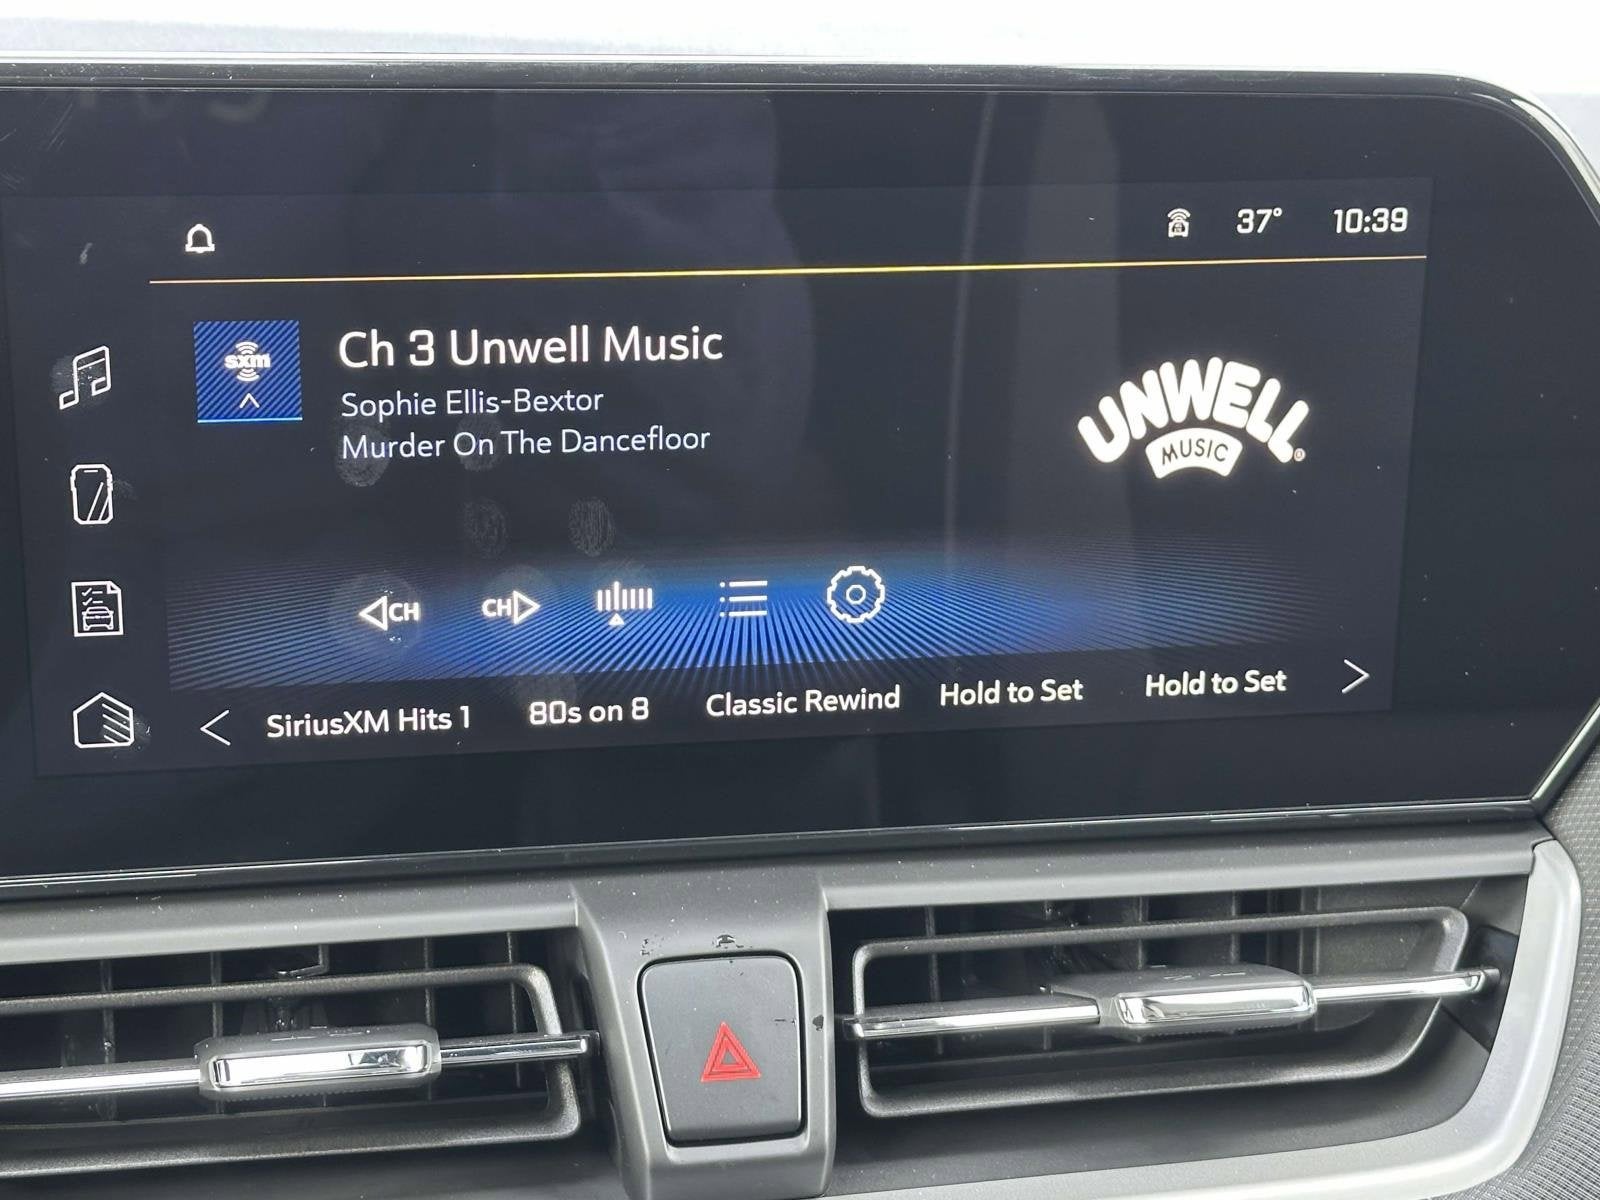 37° 10:39
sxm
Ch 3 Unwell Music
Sophie Ellis-Bextor
Murder On The Dancefloor
UNWELL
MUSIC
®
CH CH
SiriusXM Hits 1 80s on 8 Classic Rewind Hold to Set Hold to Set